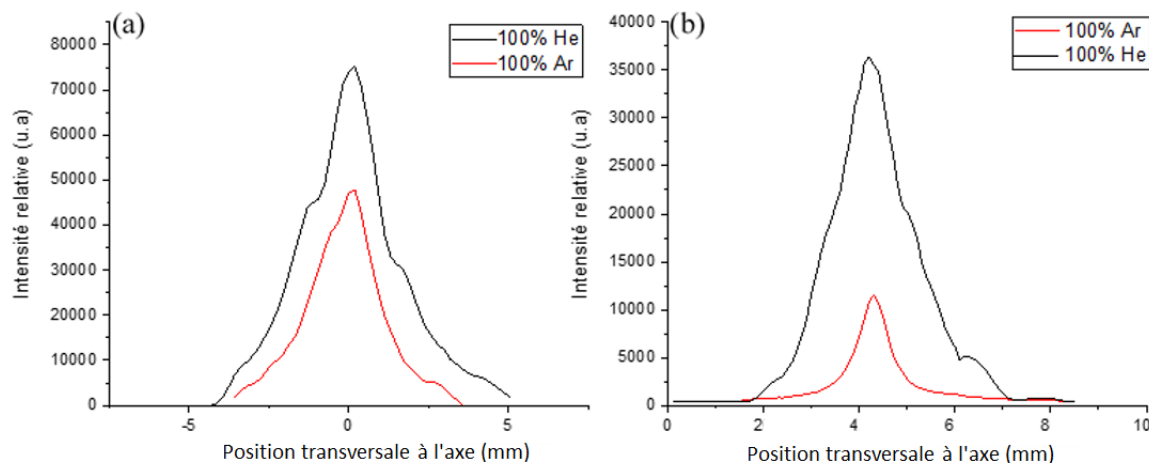 (a)
100% He
100% Ar
80000
70000
60000
50000
40000
30000
20000
10000
0
-5
0
5
Intensité relative (u.a)
Position transversale à l'axe (mm)
(b)
100% Ar
100% He
40000
35000
30000
25000
20000
15000
10000
5000
0
0
2
4
6
8
10
Intensité relative (u.a)
Position transversale à l'axe (mm)